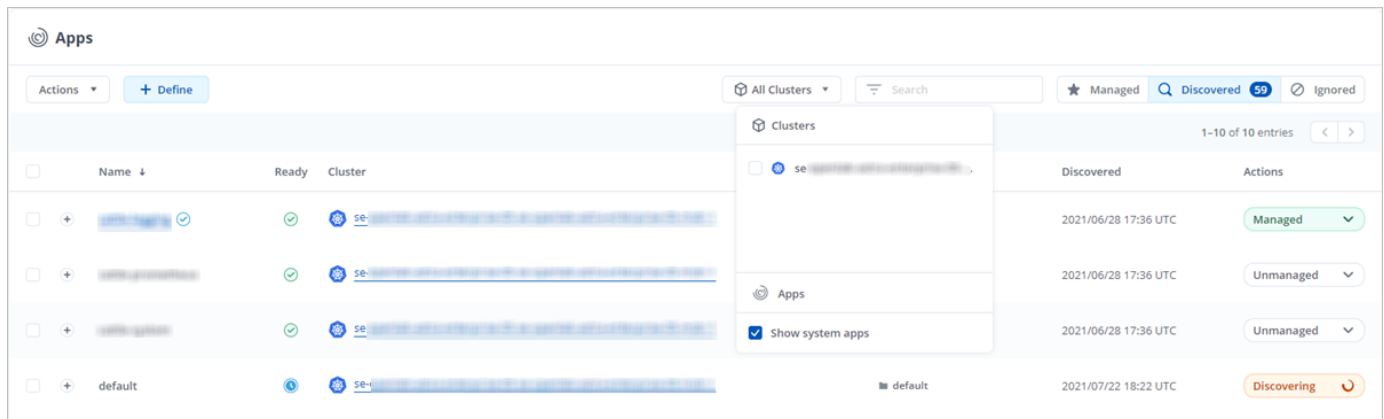 Apps
Actions + Define All Clusters Search Managed Discovered 59 Ignored
Clusters
1–10 of 10 entries
Name Ready Cluster Discovered Actions
se
se- 2021/06/28 17:36 UTC Managed
se- 2021/06/28 17:36 UTC Unmanaged
Apps
se 2021/06/28 17:36 UTC Unmanaged
Show system apps
default se- default 2021/07/22 18:22 UTC Discovering